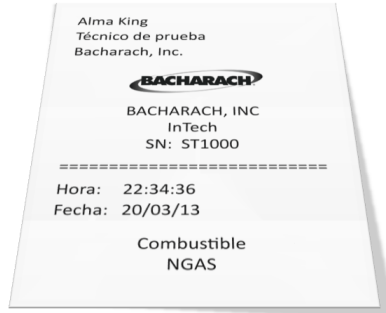 Alma King
Técnico de prueba
Bacharach, Inc.
BACHARACH
BACHARACH, INC
InTech
SN: ST1000
===========================
Hora: 22:34:36
Fecha: 20/03/13
Combustible
NGAS